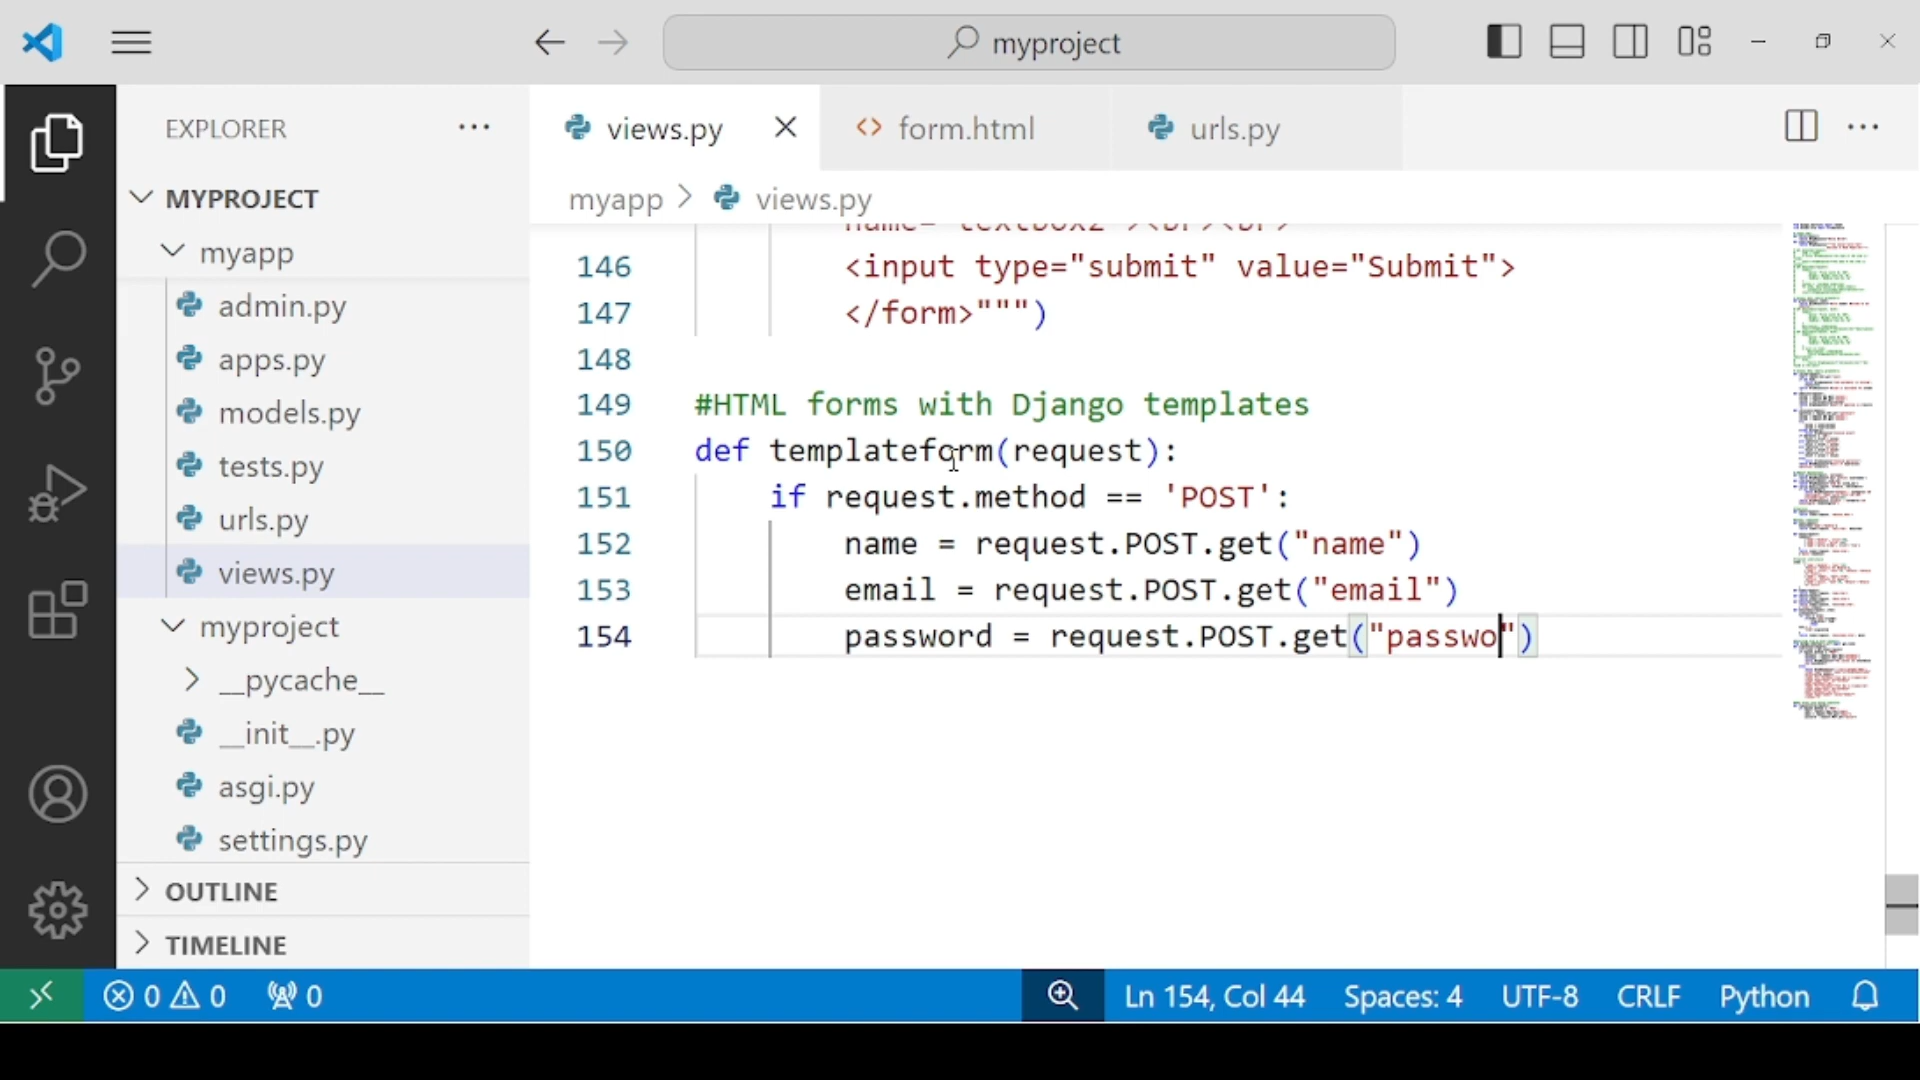 myproject
EXPLORER
views.py
form.html
urls.py
MYPROJECT
myapp > views.py
myapp
admin.py
apps.py
models.py
tests.py
urls.py
views.py
myproject
__pycache__
__init__.py
asgi.py
settings.py
OUTLINE
TIMELINE
name="textbox2"><br><br>
146 <input type="submit" value="Submit">
147 </form>""")
148
149 #HTML forms with Django templates
150 def templateform(request):
151 if request.method == 'POST':
152 name = request.POST.get("name")
153 email = request.POST.get("email")
154 password = request.POST.get("passwo")
0 0 0 Ln 154, Col 44 Spaces: 4 UTF-8 CRLF Python